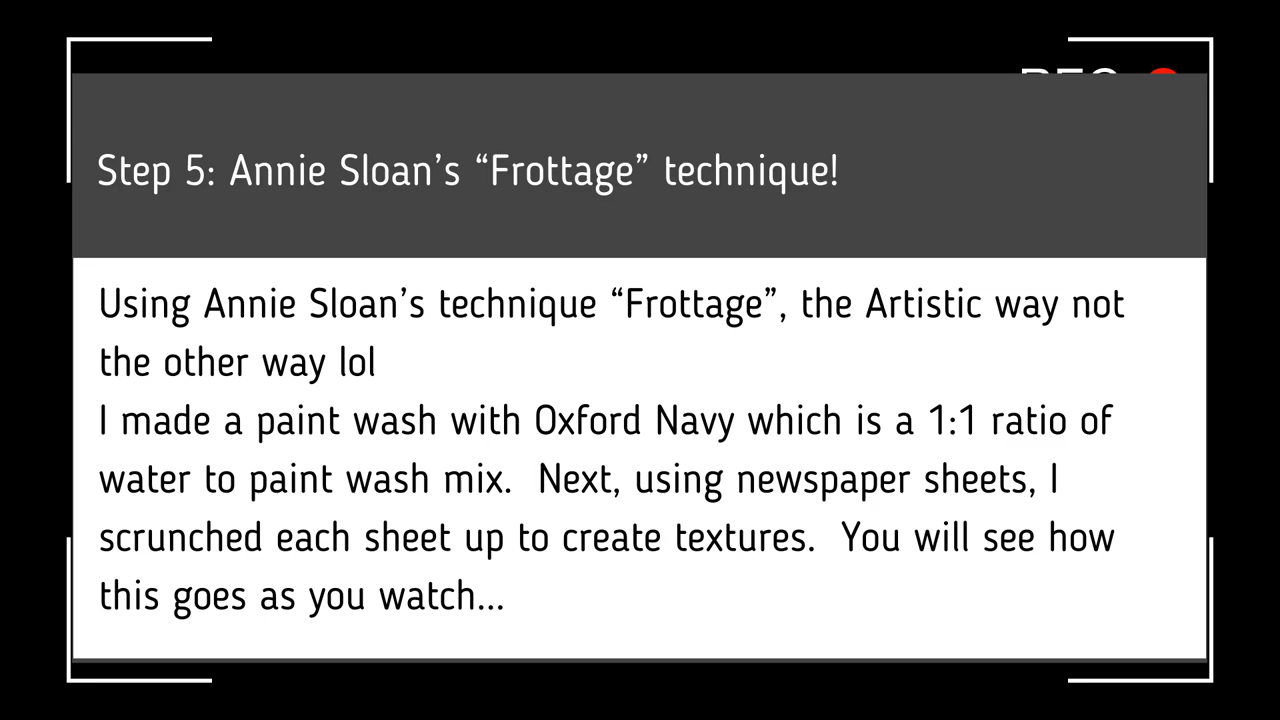 Step 5: Annie Sloan’s “Frottage” technique!
Using Annie Sloan’s technique “Frottage”, the Artistic way not
the other way lol
I made a paint wash with Oxford Navy which is a 1:1 ratio of
water to paint wash mix.  Next, using newspaper sheets, I
scrunched each sheet up to create textures.  You will see how
this goes as you watch...